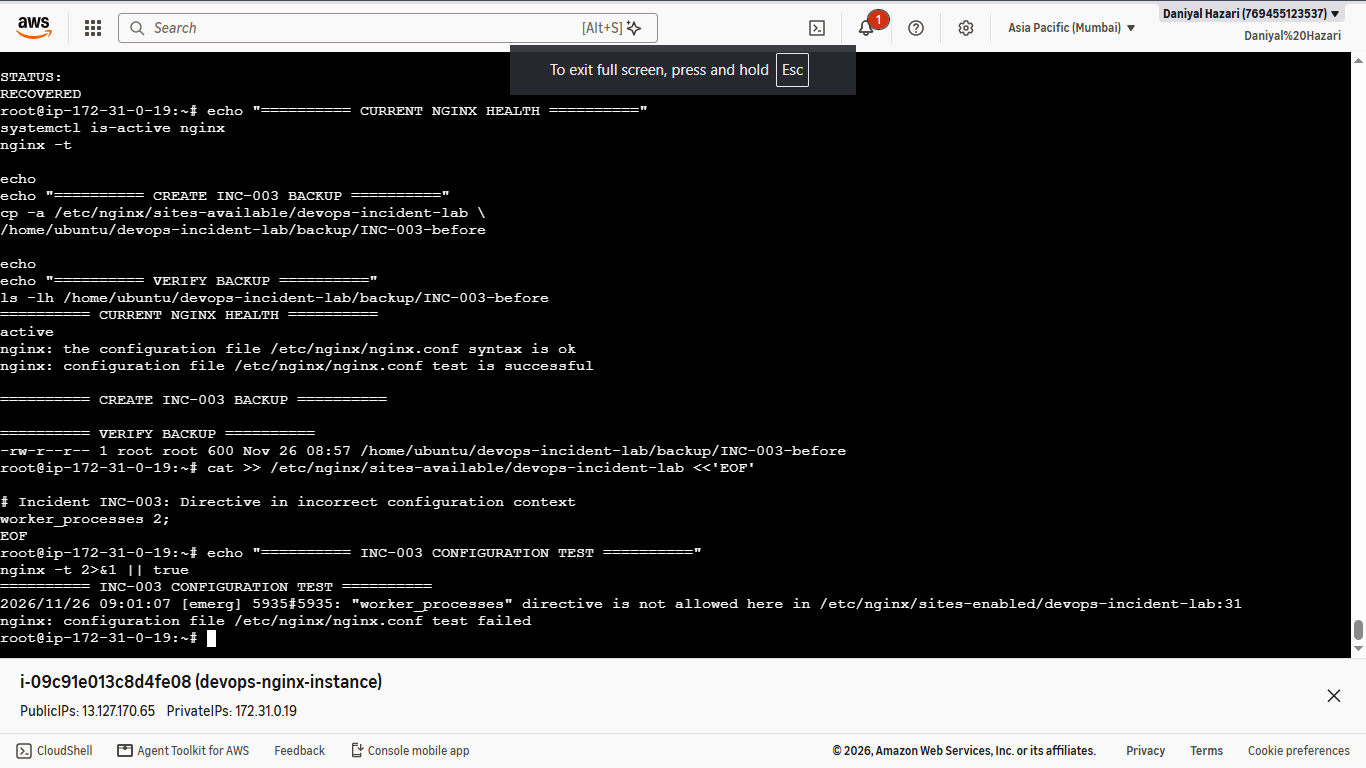 aws
Search
[Alt+S]
1
Asia Pacific (Mumbai)
Daniyal Hazari (769455123537)
Daniyal%20Hazari
To exit full screen, press and hold Esc
STATUS:
RECOVERED
root@ip-172-31-0-19:~# echo "========== CURRENT NGINX HEALTH =========="
systemctl is-active nginx
nginx -t
echo
echo "========== CREATE INC-003 BACKUP =========="
cp -a /etc/nginx/sites-available/devops-incident-lab \
/home/ubuntu/devops-incident-lab/backup/INC-003-before
echo
echo "========== VERIFY BACKUP =========="
ls -lh /home/ubuntu/devops-incident-lab/backup/INC-003-before
========== CURRENT NGINX HEALTH ==========
active
nginx: the configuration file /etc/nginx/nginx.conf syntax is ok
nginx: configuration file /etc/nginx/nginx.conf test is successful
========== CREATE INC-003 BACKUP ==========
========== VERIFY BACKUP ==========
-rw-r--r-- 1 root root 600 Nov 26 08:57 /home/ubuntu/devops-incident-lab/backup/INC-003-before
root@ip-172-31-0-19:~# cat >> /etc/nginx/sites-available/devops-incident-lab <<'EOF'
# Incident INC-003: Directive in incorrect configuration context
worker_processes 2;
EOF
root@ip-172-31-0-19:~# echo "========== INC-003 CONFIGURATION TEST =========="
nginx -t 2>&1 || true
========== INC-003 CONFIGURATION TEST ==========
2026/11/26 09:01:07 [emerg] 5935#5935: "worker_processes" directive is not allowed here in /etc/nginx/sites-enabled/devops-incident-lab:31
nginx: configuration file /etc/nginx/nginx.conf test failed
root@ip-172-31-0-19:~#
i-09c91e013c8d4fe08 (devops-nginx-instance)
PublicIPs: 13.127.170.65 PrivateIPs: 172.31.0.19
CloudShell Agent Toolkit for AWS Feedback Console mobile app © 2026, Amazon Web Services, Inc. or its affiliates. Privacy Terms Cookie preferences